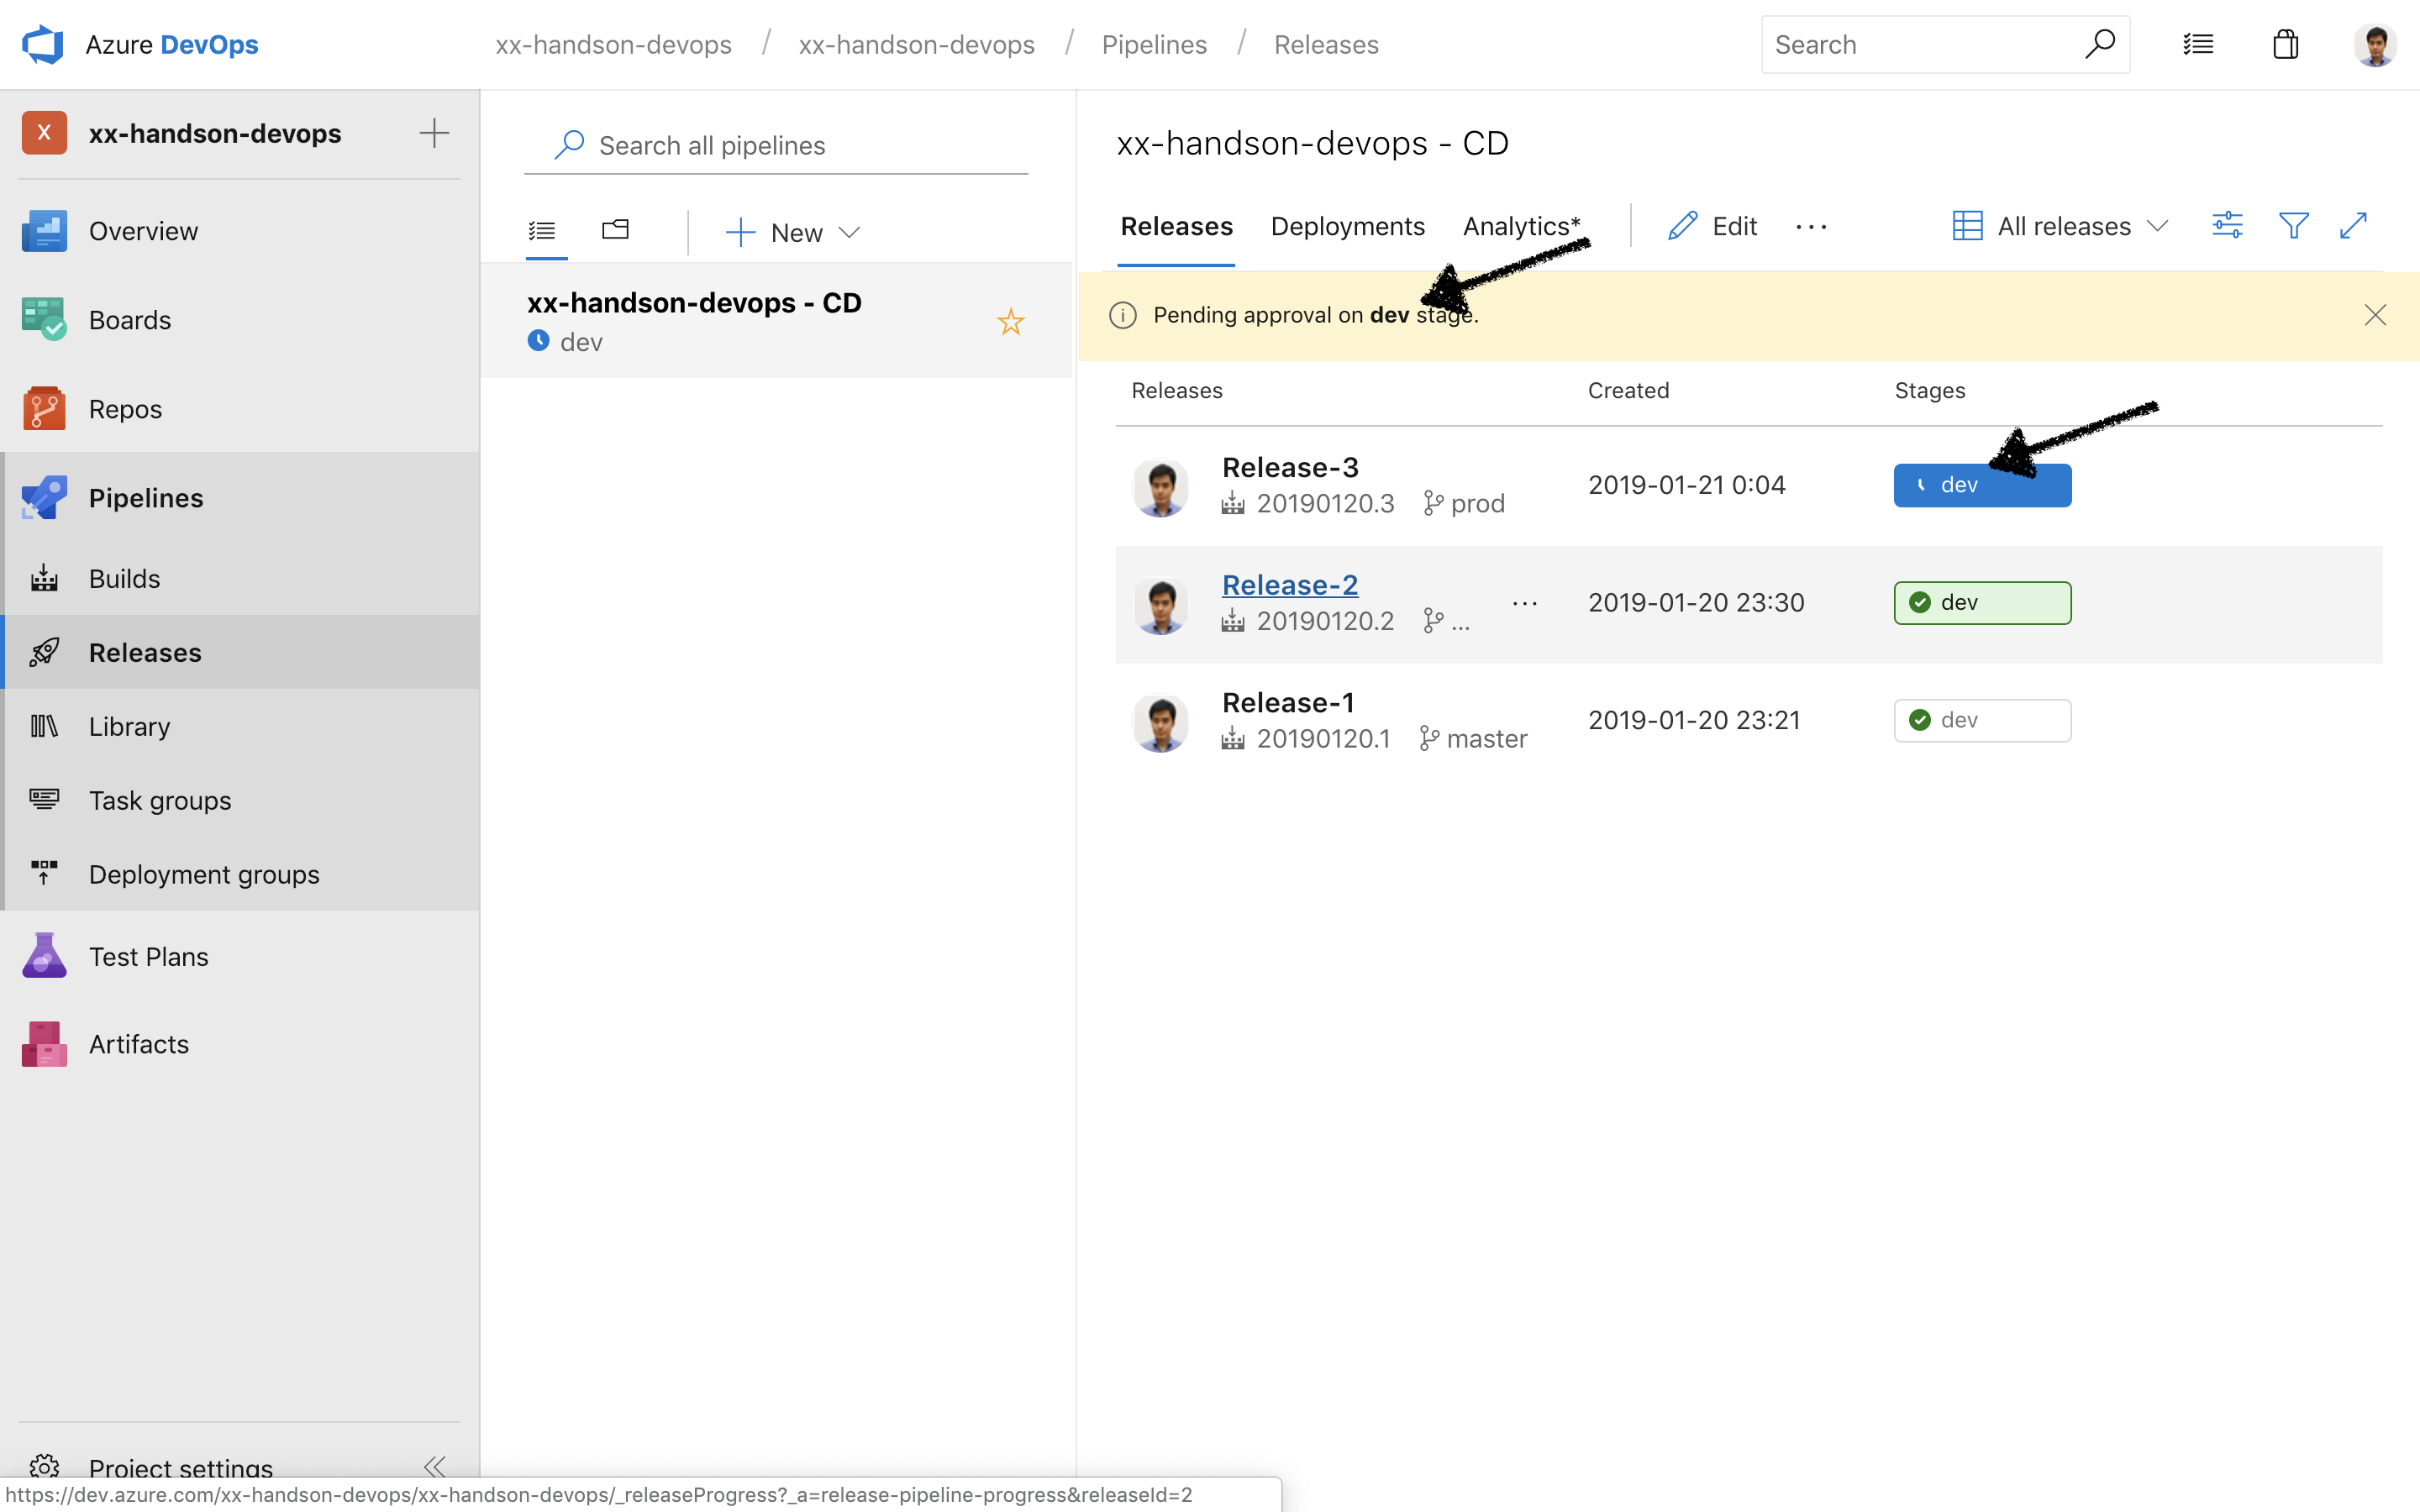 Azure DevOps
xx-handson-devops / xx-handson-devops / Pipelines / Releases
Search
X
xx-handson-devops
Overview
Boards
Repos
Pipelines
Builds
Releases
Library
Task groups
Deployment groups
Test Plans
Artifacts
Project settings
Search all pipelines
New
xx-handson-devops - CD
dev
xx-handson-devops - CD
Releases Deployments Analytics* Edit ... All releases
Pending approval on dev stage.
Releases Created Stages
Release-3
20190120.3 prod
2019-01-21 0:04
dev
Release-2
20190120.2 ...
...
2019-01-20 23:30
dev
Release-1
20190120.1 master
2019-01-20 23:21
dev
https://dev.azure.com/xx-handson-devops/xx-handson-devops/_releaseProgress?_a=release-pipeline-progress&releaseId=2